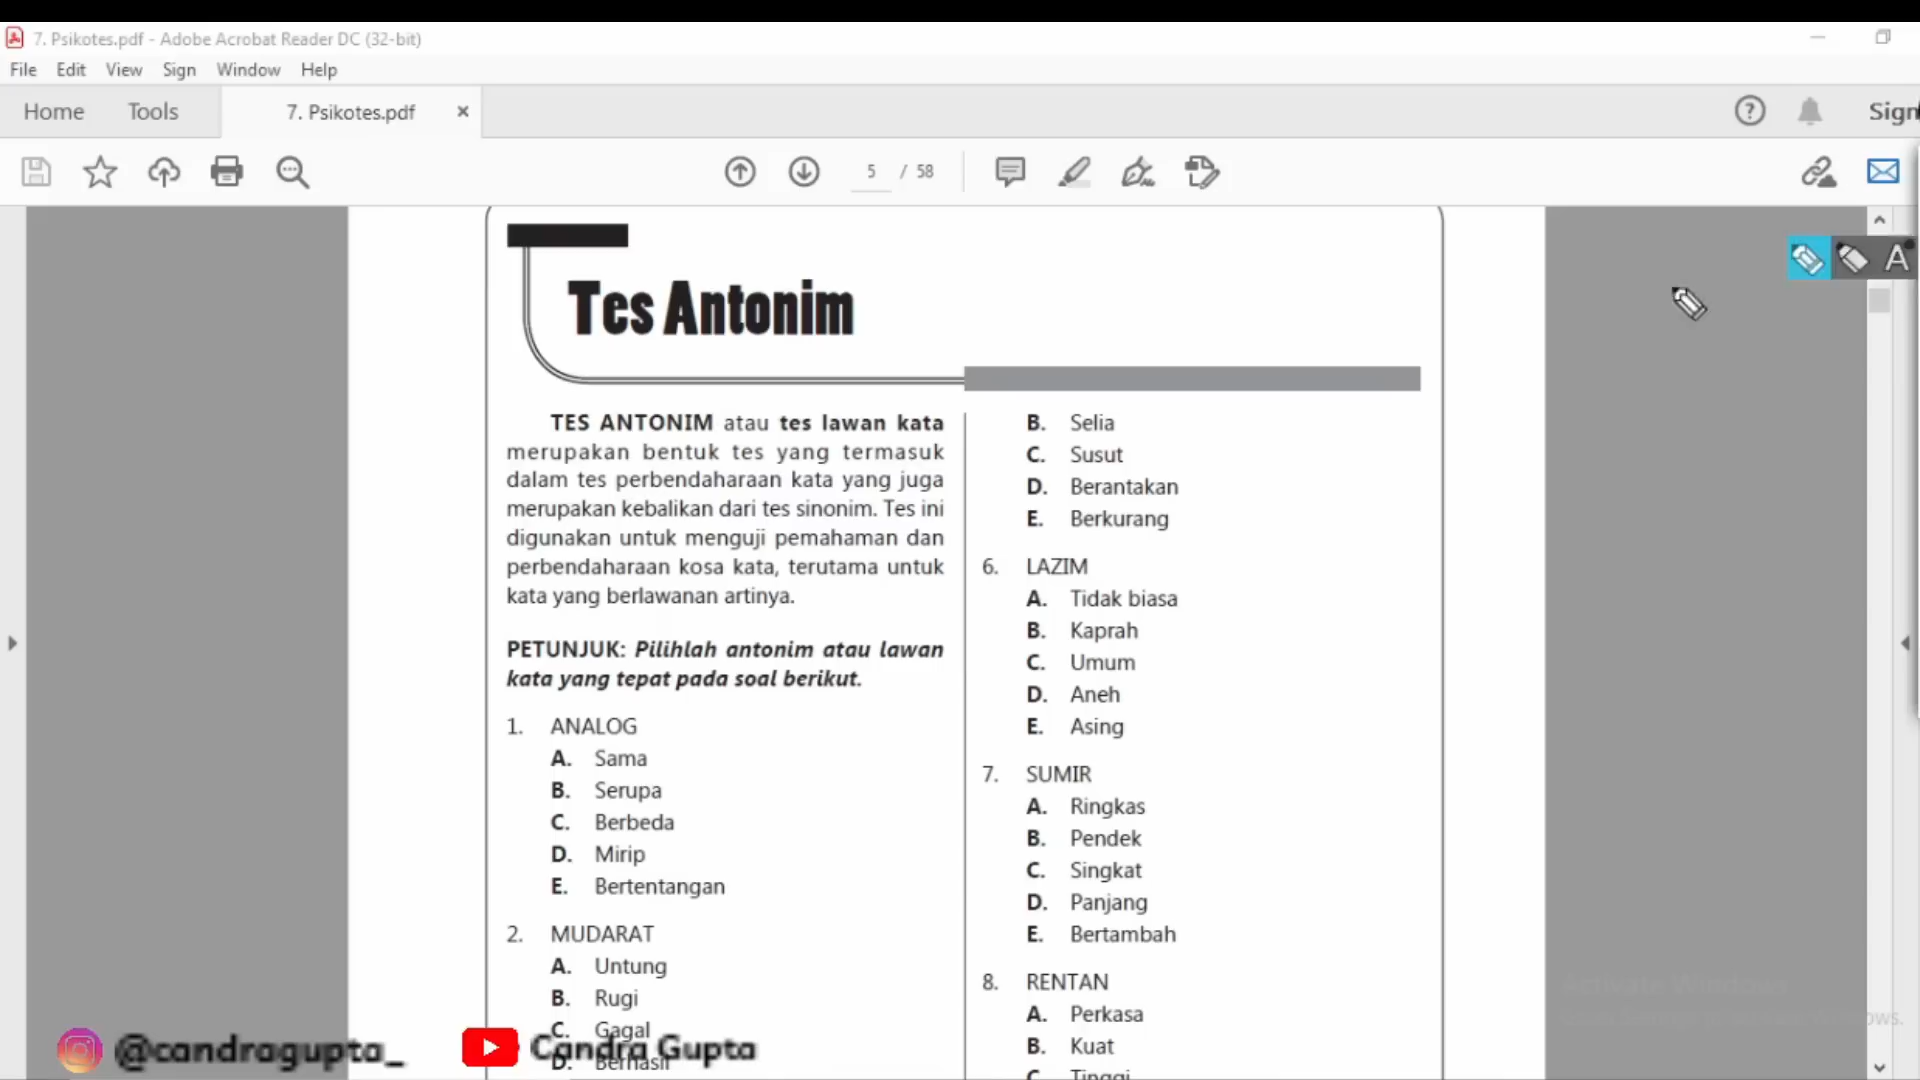 7. Psikotes.pdf - Adobe Acrobat Reader DC (32-bit)
File Edit View Sign Window Help
Home Tools 7. Psikotes.pdf × Sign
5 / 58
A
Tes Antonim
TES ANTONIM atau tes lawan kata
merupakan bentuk tes yang termasuk
dalam tes perbendaharaan kata yang juga
merupakan kebalikan dari tes sinonim. Tes ini
digunakan untuk menguji pemahaman dan
perbendaharaan kosa kata, terutama untuk
kata yang berlawanan artinya.
PETUNJUK: Pilihlah antonim atau lawan
kata yang tepat pada soal berikut.
1. ANALOG
A. Sama
B. Serupa
C. Berbeda
D. Mirip
E. Bertentangan
2. MUDARAT
A. Untung
B. Rugi
C. Gagal
D. Berhasil
B. Selia
C. Susut
D. Berantakan
E. Berkurang
6. LAZIM
A. Tidak biasa
B. Kaprah
C. Umum
D. Aneh
E. Asing
7. SUMIR
A. Ringkas
B. Pendek
C. Singkat
D. Panjang
E. Bertambah
8. RENTAN
A. Perkasa
B. Kuat
C. Tinggi
@candragupta_ Candra Gupta
Activate Windows